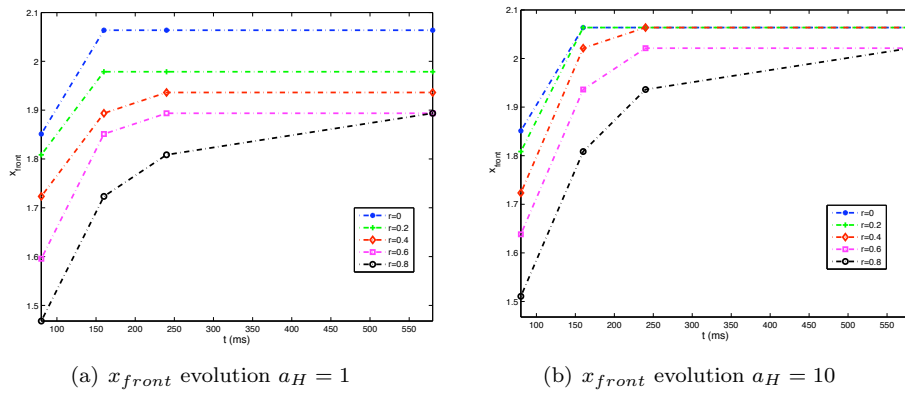 2.1
2
1.9
1.8
1.7
1.6
1.5
x_front
100 150 200 250 300 350 400 450 500 550
t (ms)
r=0
r=0.2
r=0.4
r=0.6
r=0.8
(a) x_front evolution a_H = 1
2.1
2
1.9
1.8
1.7
1.6
1.5
x_front
100 150 200 250 300 350 400 450 500 550
t (ms)
r=0
r=0.2
r=0.4
r=0.6
r=0.8
(b) x_front evolution a_H = 10